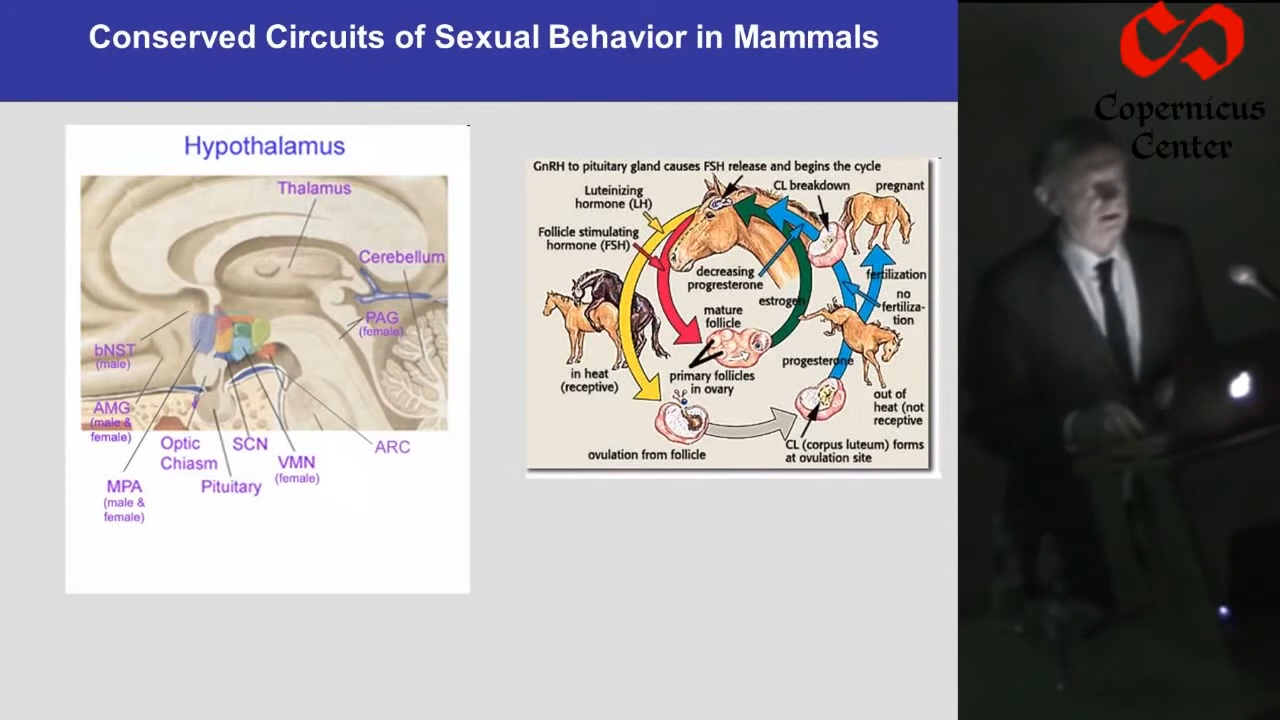 Conserved Circuits of Sexual Behavior in Mammals
Hypothalamus
Thalamus
Cerebellum
PAG
(female)
bNST
(male)
AMG
(male &
female)
Optic
Chiasm
SCN
VMN
(female)
ARC
MPA
(male &
female)
Pituitary
GnRH to pituitary gland causes FSH release and begins the cycle
Luteinizing
hormone (LH)
CL breakdown
pregnant
Follicle stimulating
hormone (FSH)
decreasing
progesterone
fertilization
estrogen
no
fertiliza-
tion
mature
follicle
progesterone
in heat
(receptive)
primary follicles
in ovary
out of
heat (not
receptive
ovulation from follicle
CL (corpus luteum) forms
at ovulation site
Copernicus
Center